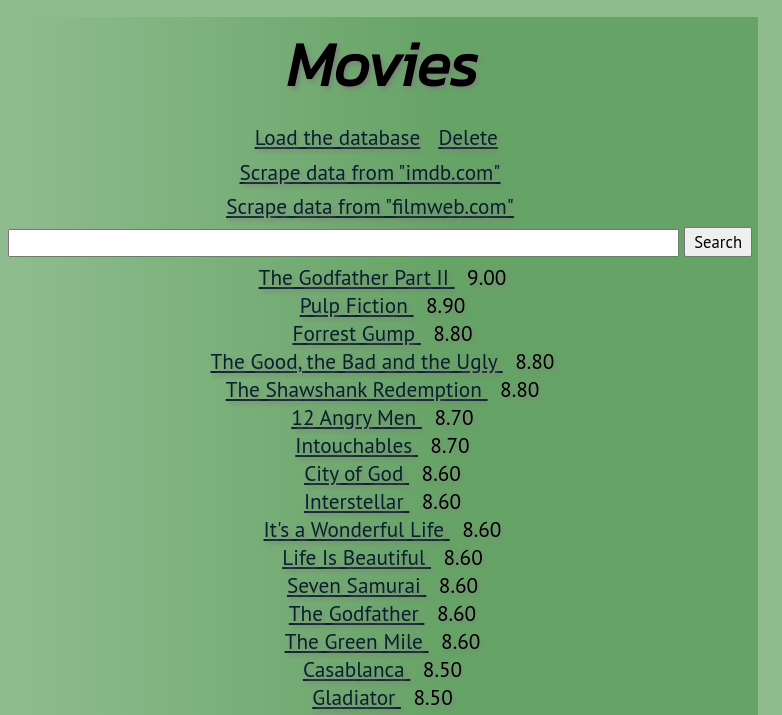 Movies
Load the database Delete
Scrape data from "imdb.com"
Scrape data from "filmweb.com"
Search
The Godfather Part II 9.00
Pulp Fiction 8.90
Forrest Gump 8.80
The Good, the Bad and the Ugly 8.80
The Shawshank Redemption 8.80
12 Angry Men 8.70
Intouchables 8.70
City of God 8.60
Interstellar 8.60
It's a Wonderful Life 8.60
Life Is Beautiful 8.60
Seven Samurai 8.60
The Godfather 8.60
The Green Mile 8.60
Casablanca 8.50
Gladiator 8.50